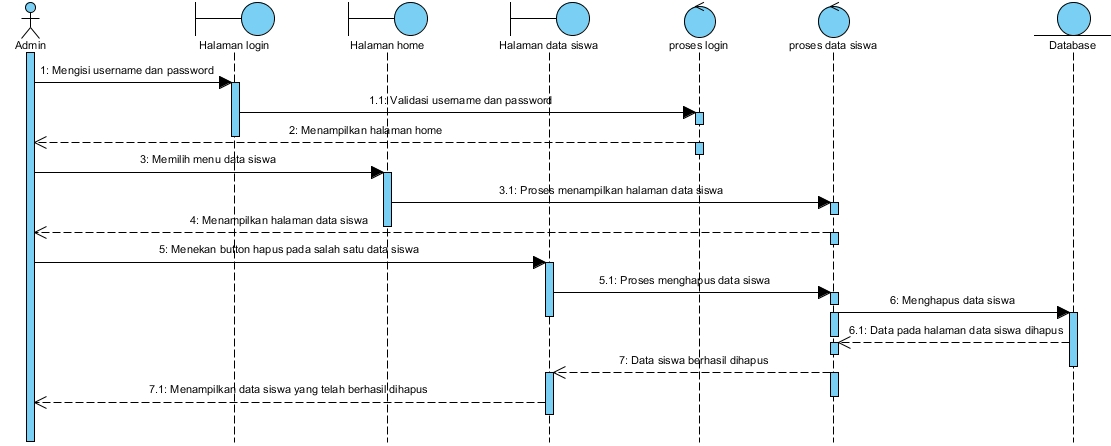 Admin
Halaman login
Halaman home
Halaman data siswa
proses login
proses data siswa
Database
1: Mengisi username dan password
1.1: Validasi username dan password
2: Menampilkan halaman home
3: Memilih menu data siswa
3.1: Proses menampilkan halaman data siswa
4: Menampilkan halaman data siswa
5: Menekan button hapus pada salah satu data siswa
5.1: Proses menghapus data siswa
6: Menghapus data siswa
6.1: Data pada halaman data siswa dihapus
7: Data siswa berhasil dihapus
7.1: Menampilkan data siswa yang telah berhasil dihapus